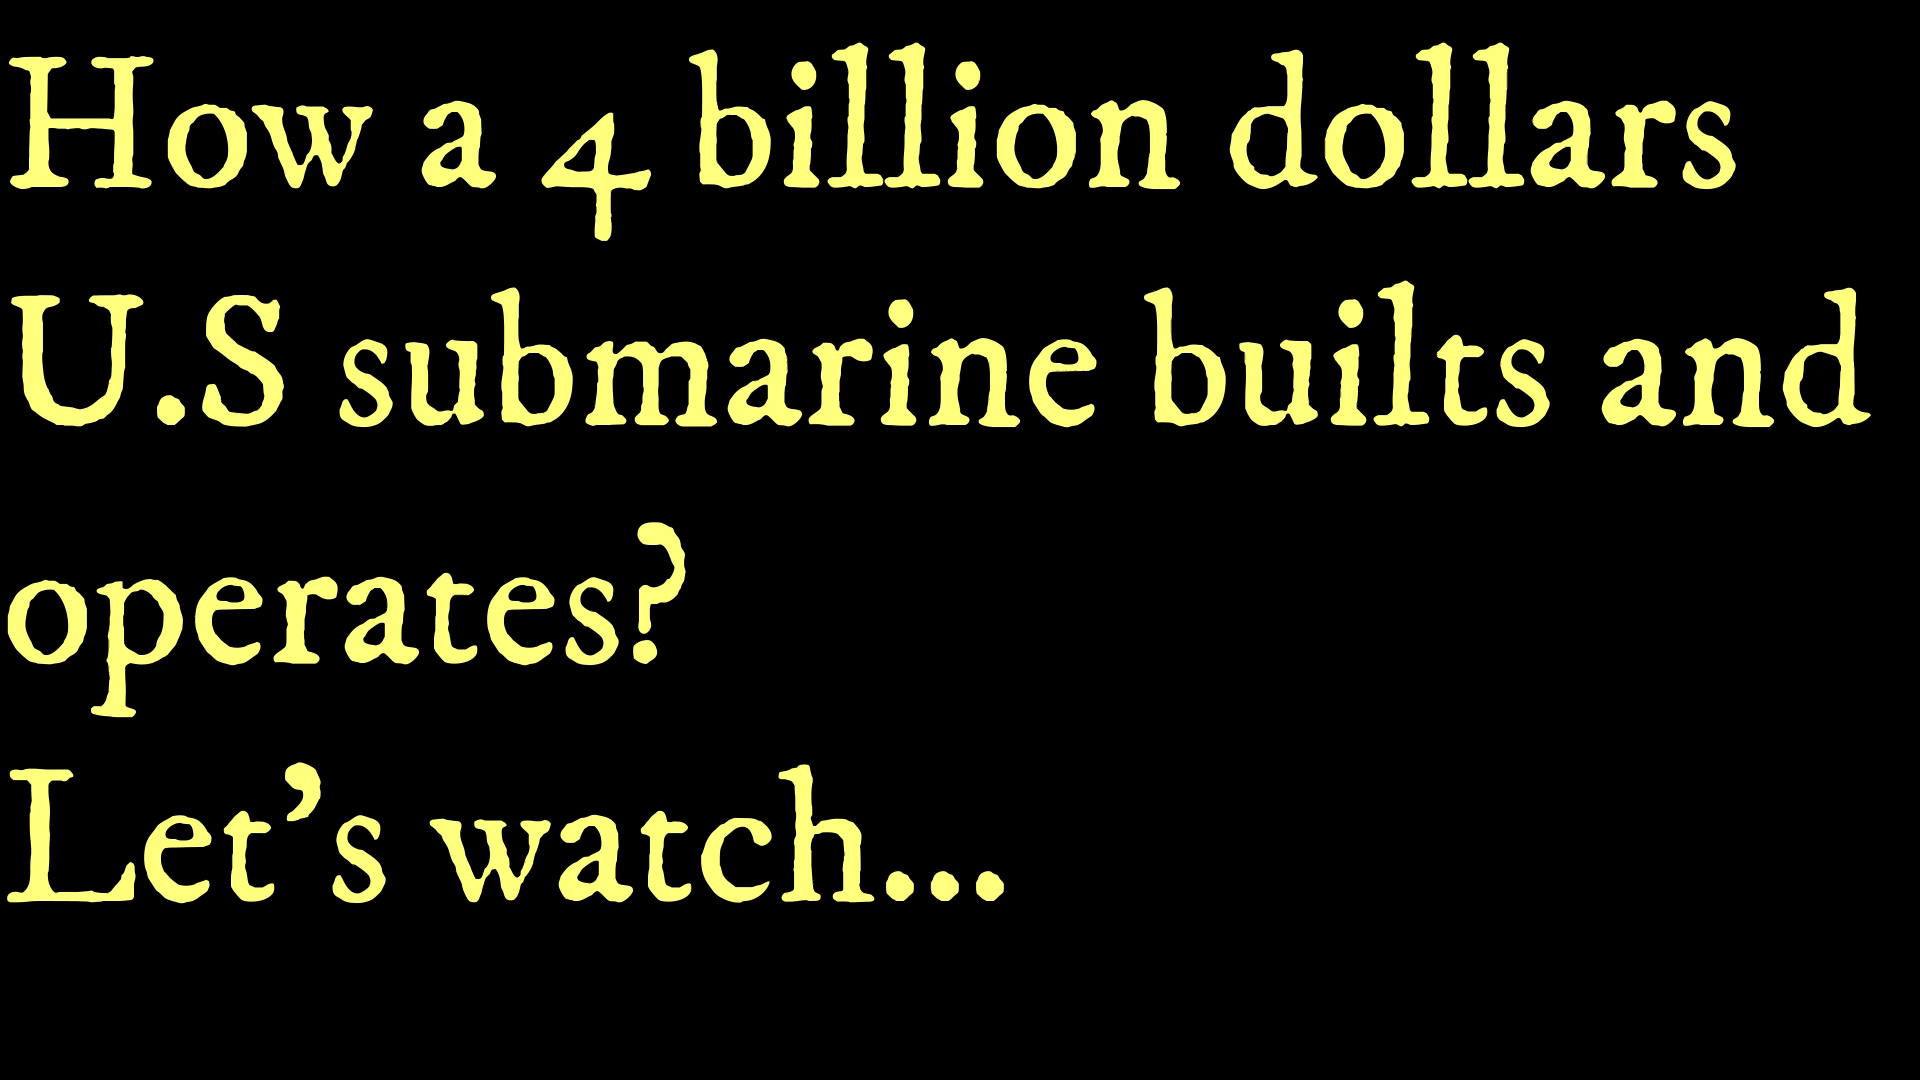 How a 4 billion dollars
U.S submarine builts and
operates?
Let's watch...